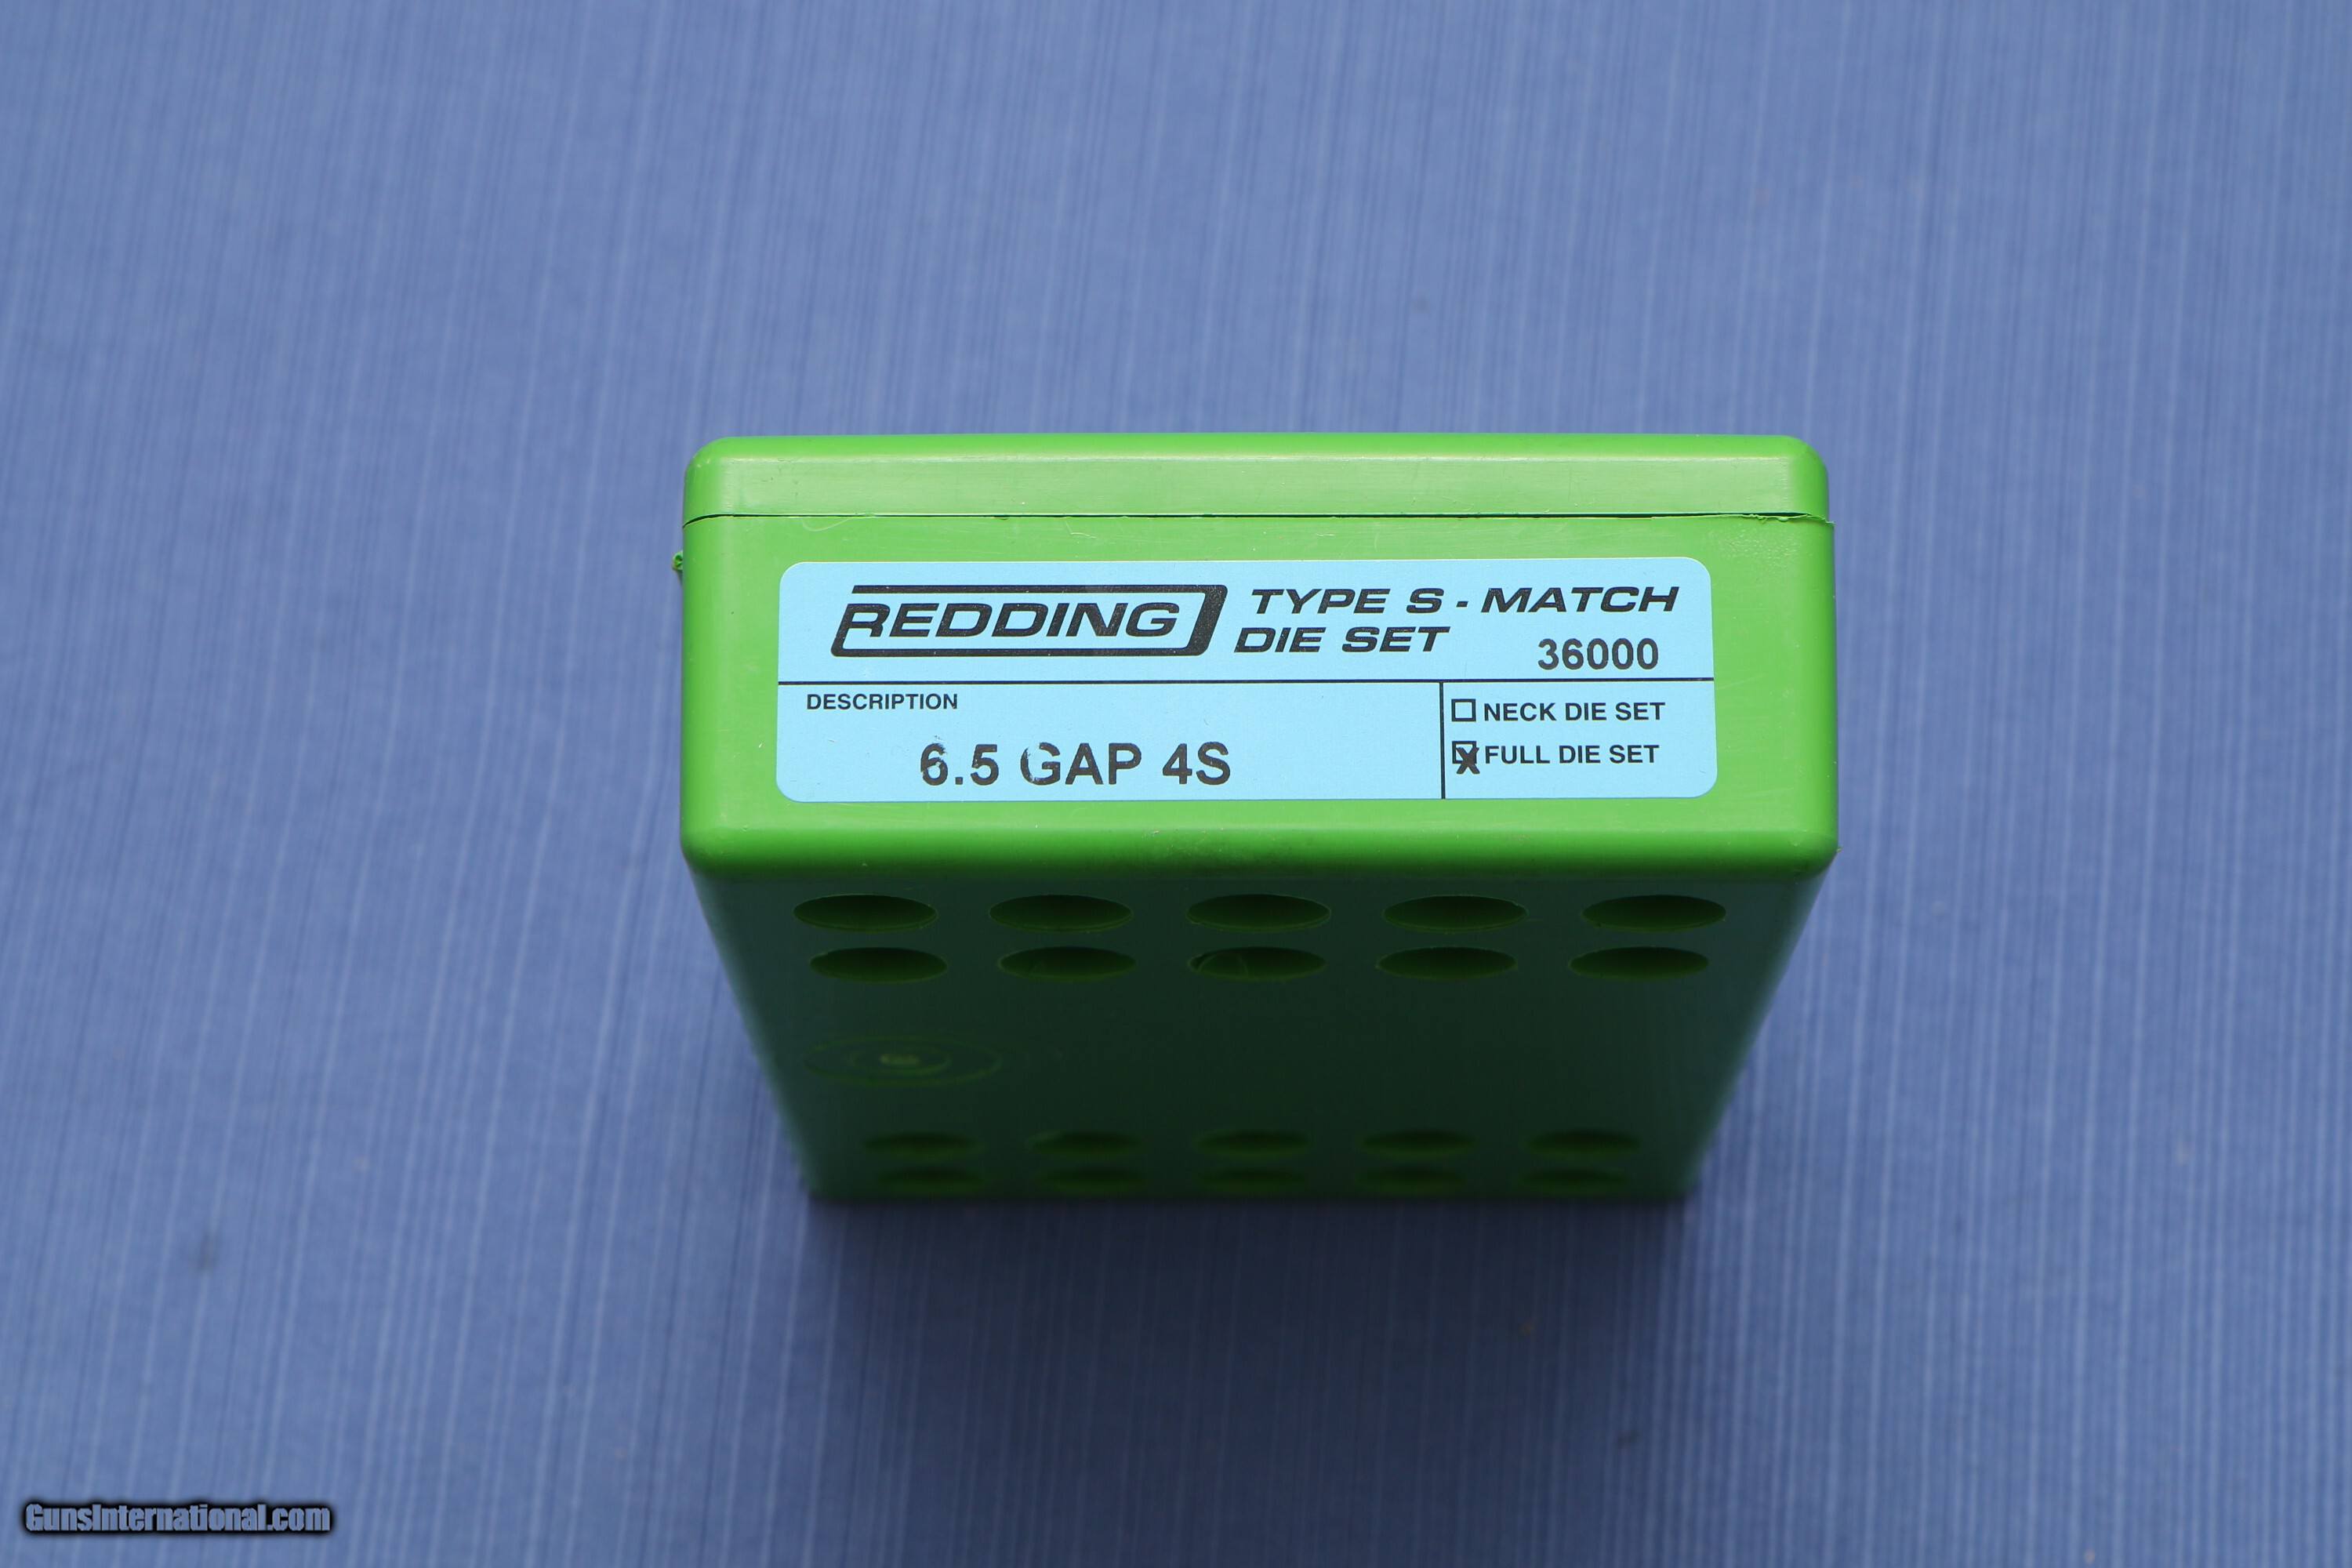 REDDING TYPE S - MATCH
DIE SET
36000
DESCRIPTION
6.5 GAP 4S
NECK DIE SET
X FULL DIE SET
GunsInternational.com